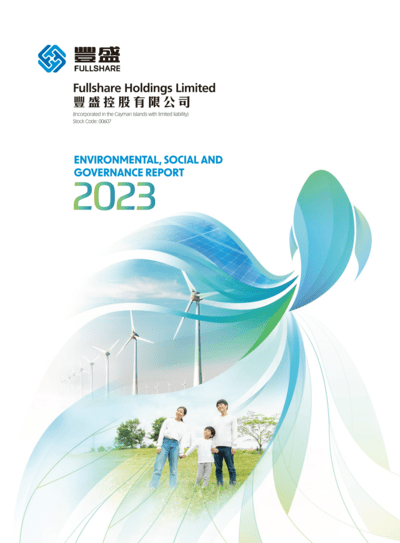 豐盛
FULLSHARE
Fullshare Holdings Limited
豐盛控股有限公司
(Incorporated in the Cayman Islands with limited liability)
Stock Code: 00607
ENVIRONMENTAL, SOCIAL AND
GOVERNANCE REPORT
2023